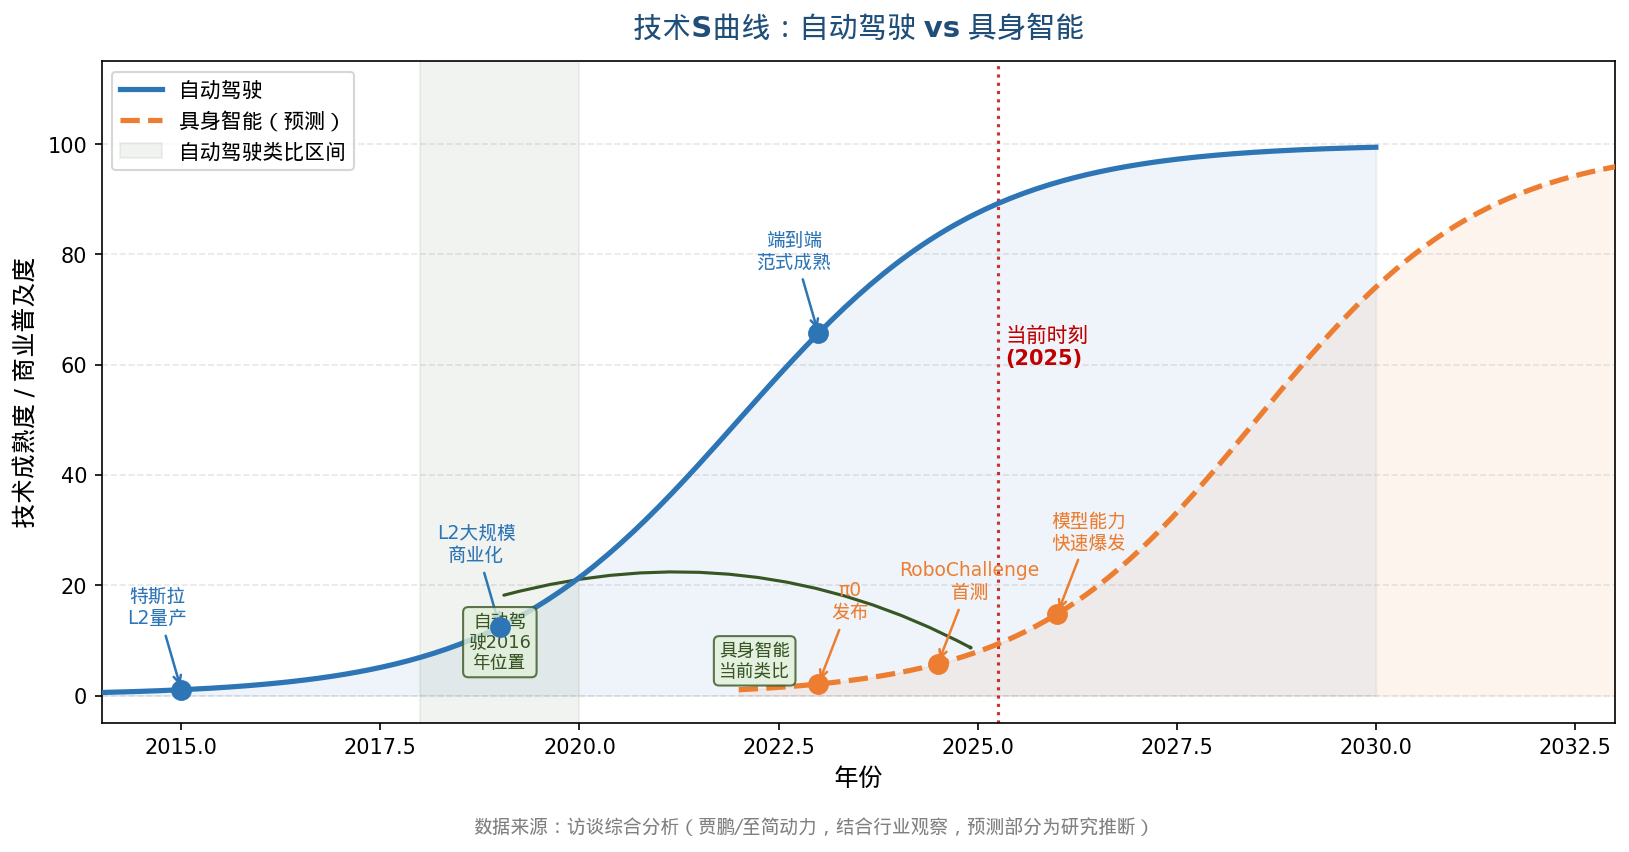 技术S曲线：自动驾驶 vs 具身智能
自动驾驶
具身智能（预测）
自动驾驶类比区间
技术成熟度 / 商业普及度
100
80
60
40
20
0
端到端
范式成熟
当前时刻
(2025)
L2大规模
商业化
模型能力
快速爆发
RoboChallenge
首测
π0
发布
特斯拉
L2量产
自动驾
驶2016
年位置
具身智能
当前类比
2015.0
2017.5
2020.0
2022.5
2025.0
2027.5
2030.0
2032.5
年份
数据来源：访谈综合分析（贾鹏/至简动力，结合行业观察，预测部分为研究推断）